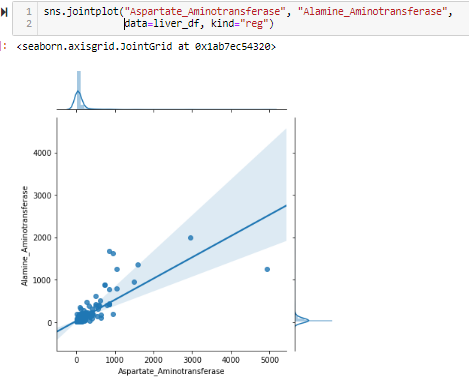 1 sns.jointplot("Aspartate_Aminotransferase", "Alamine_Aminotransferase",
2 data=liver_df, kind="reg")
: <seaborn.axisgrid.JointGrid at 0x1ab7ec54320>
4000
3000
2000
1000
0
Alamine_Aminotransferase
0 1000 2000 3000 4000 5000
Aspartate_Aminotransferase